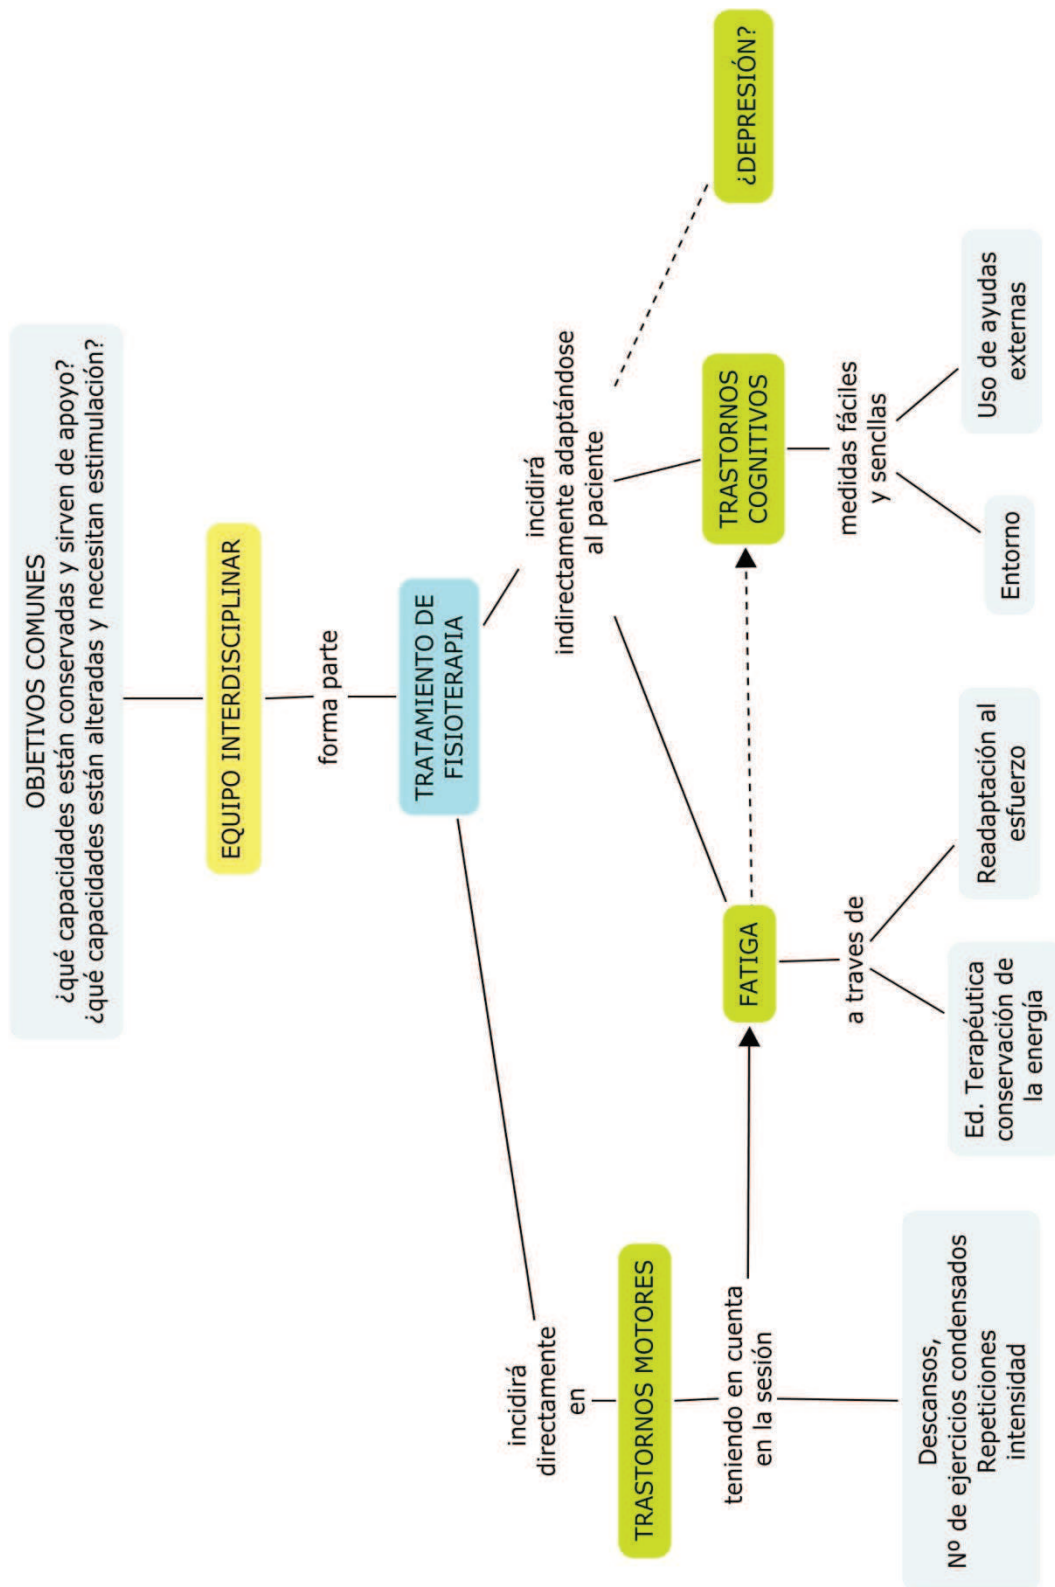 OBJETIVOS COMUNES
¿qué capacidades están conservadas y sirven de apoyo?
¿qué capacidades están alteradas y necesitan estimulación?
EQUIPO INTERDISCIPLINAR
forma parte
TRATAMIENTO DE
FISIOTERAPIA
incidirá
directamente
en
TRASTORNOS MOTORES
teniendo en cuenta
en la sesión
Descansos,
Nº de ejercicios condensados
Repeticiones
intensidad
incidirá
indirectamente adaptándose
al paciente
FATIGA
a traves de
Ed. Terapéutica
conservación de
la energía
Readaptación al
esfuerzo
TRASTORNOS
COGNITIVOS
medidas fáciles
y sencllas
Entorno
Uso de ayudas
externas
¿DEPRESIÓN?